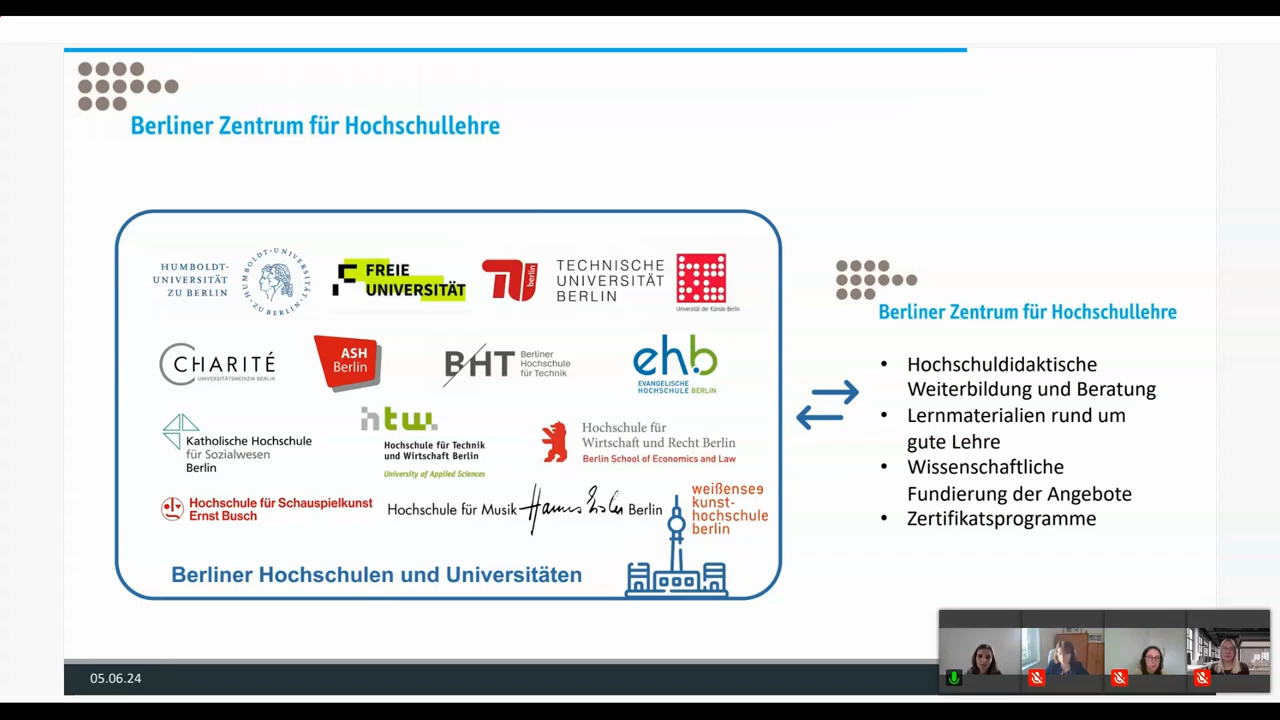 Berliner Zentrum für Hochschullehre
HUMBOLDT-
UNIVERSITÄT
ZU BERLIN
HUMBOLDT-UNIVERSITÄT
ZU BERLIN
FREIE
UNIVERSITÄT
berlin
TECHNISCHE
UNIVERSITÄT
BERLIN
Universität der Künste Berlin
CHARITÉ
UNIVERSITÄTSMEDIZIN BERLIN
ASH
Berlin
BHT
Berliner
Hochschule
für Technik
ehb
EVANGELISCHE
HOCHSCHULE BERLIN
Katholische Hochschule
für Sozialwesen
Berlin
htw.
Hochschule für Technik
und Wirtschaft Berlin
University of Applied Sciences
Hochschule für
Wirtschaft und Recht Berlin
Berlin School of Economics and Law
Hochschule für Schauspielkunst
Ernst Busch
Hochschule für Musik Hanns Eisler Berlin
weißensee
kunst-
hochschule
berlin
Berliner Hochschulen und Universitäten
Berliner Zentrum für Hochschullehre
• Hochschuldidaktische
Weiterbildung und Beratung
• Lernmaterialien rund um
gute Lehre
• Wissenschaftliche
Fundierung der Angebote
• Zertifikatsprogramme
05.06.24